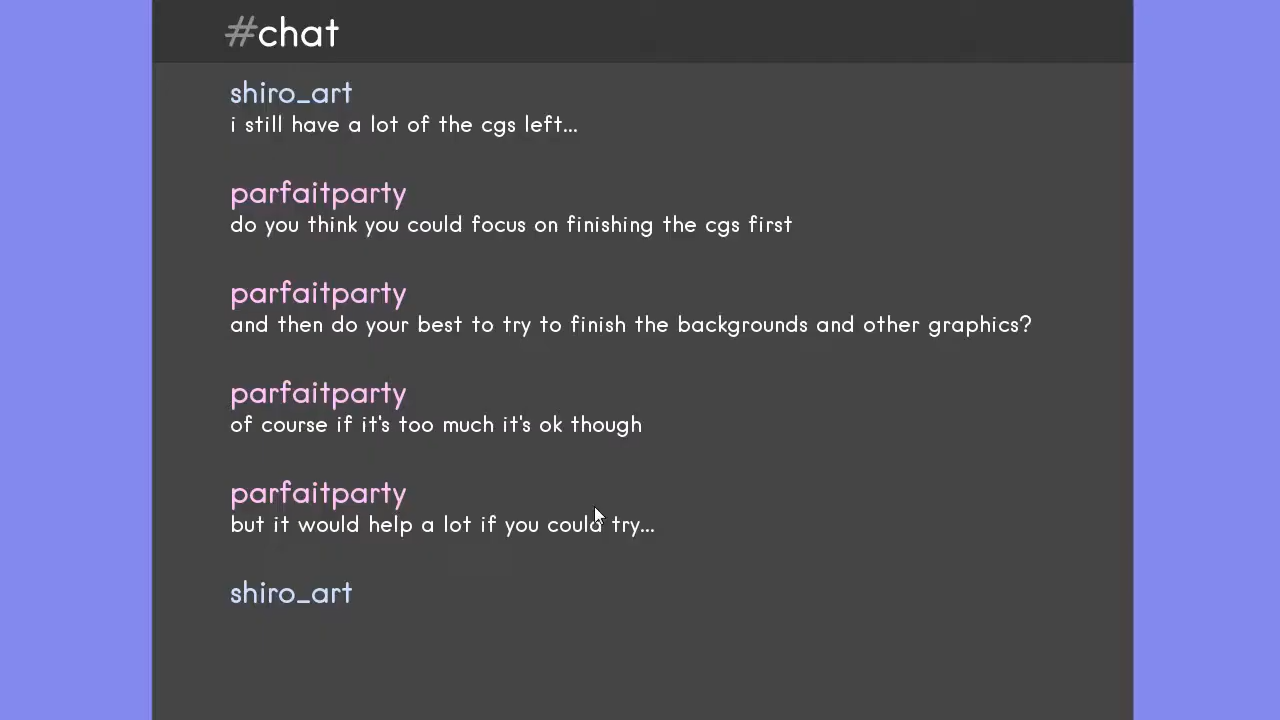 #chat
shiro_art
i still have a lot of the cgs left...
parfaitparty
do you think you could focus on finishing the cgs first
parfaitparty
and then do your best to try to finish the backgrounds and other graphics?
parfaitparty
of course if it's too much it's ok though
parfaitparty
but it would help a lot if you could try...
shiro_art